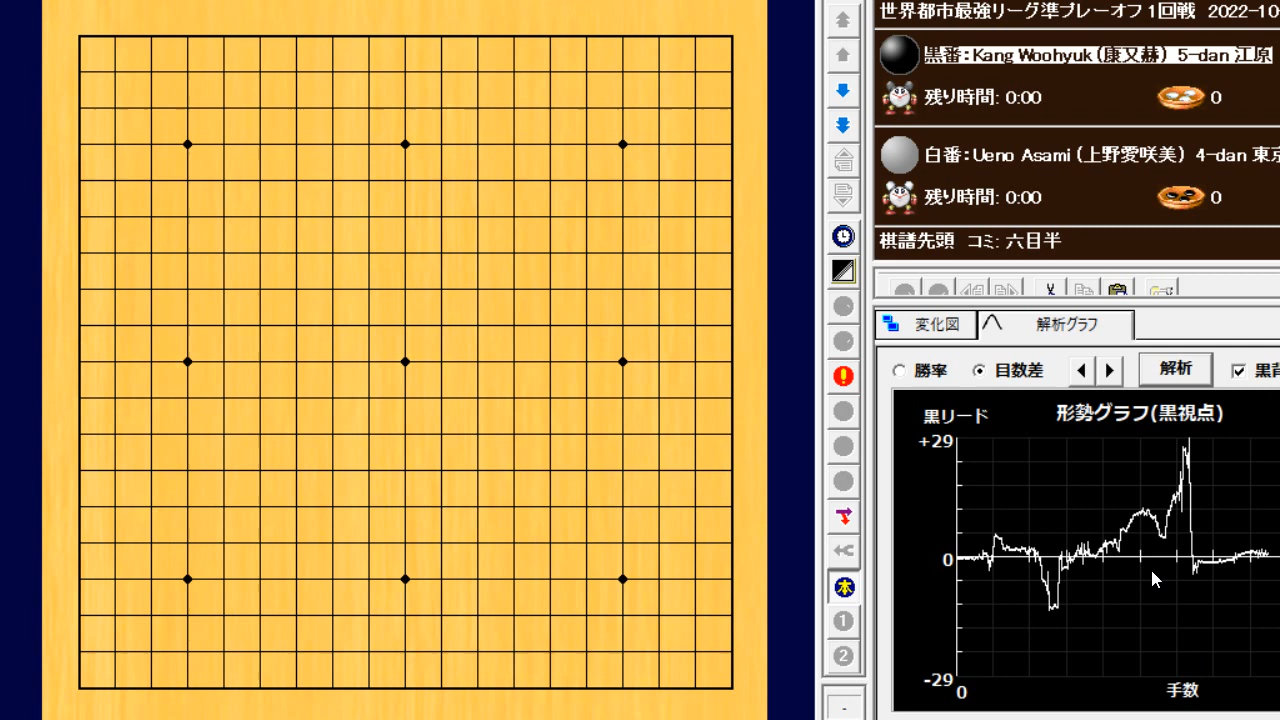 世界都市最強リーグ準プレーオフ1回戦 2022-10
黒番:Kang Woohyuk (康又赫) 5-dan 江原
残り時間: 0:00 0
白番:Ueno Asami (上野愛咲美) 4-dan 東京
残り時間: 0:00 0
棋譜先頭 コミ: 六目半
変化図 解析グラフ
勝率 目数差 解析 黒
黒リード 形勢グラフ(黒視点)
+29
0
-29
0 手数
本
1
2